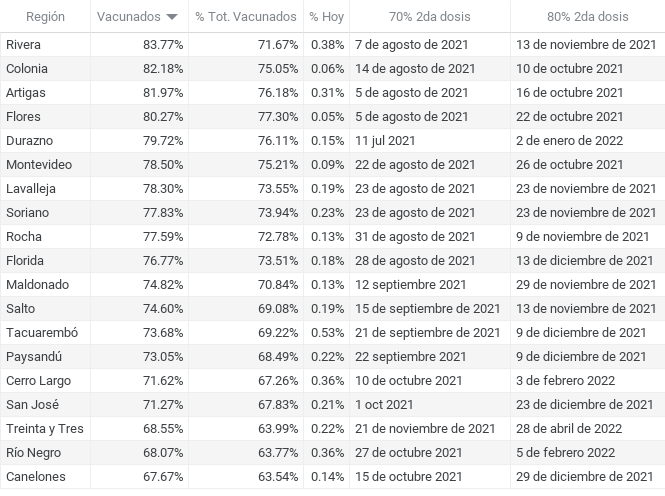 Región Vacunados % Tot. Vacunados % Hoy 70% 2da dosis 80% 2da dosis
Rivera 83.77% 71.67% 0.38% 7 de agosto de 2021 13 de noviembre de 2021
Colonia 82.18% 75.05% 0.06% 14 de agosto de 2021 10 de octubre 2021
Artigas 81.97% 76.18% 0.31% 5 de agosto de 2021 16 de octubre 2021
Flores 80.27% 77.30% 0.05% 5 de agosto de 2021 22 de octubre 2021
Durazno 79.72% 76.11% 0.15% 11 jul 2021 2 de enero de 2022
Montevideo 78.50% 75.21% 0.09% 22 de agosto de 2021 26 de octubre 2021
Lavalleja 78.30% 73.55% 0.19% 23 de agosto de 2021 23 de noviembre de 2021
Soriano 77.83% 73.94% 0.23% 23 de agosto de 2021 23 de noviembre de 2021
Rocha 77.59% 72.78% 0.13% 31 de agosto de 2021 9 de noviembre de 2021
Florida 76.77% 73.51% 0.18% 28 de agosto de 2021 13 de diciembre de 2021
Maldonado 74.82% 70.84% 0.13% 12 septiembre 2021 29 de noviembre de 2021
Salto 74.60% 69.08% 0.19% 15 de septiembre de 2021 13 de noviembre de 2021
Tacuarembó 73.68% 69.22% 0.53% 21 de septiembre de 2021 9 de diciembre de 2021
Paysandú 73.05% 68.49% 0.22% 22 septiembre 2021 9 de diciembre de 2021
Cerro Largo 71.62% 67.26% 0.36% 10 de octubre de 2021 3 de febrero 2022
San José 71.27% 67.83% 0.21% 1 oct 2021 23 de diciembre de 2021
Treinta y Tres 68.55% 63.99% 0.22% 21 de noviembre de 2021 28 de abril de 2022
Río Negro 68.07% 63.77% 0.36% 27 de octubre de 2021 5 de febrero de 2022
Canelones 67.67% 63.54% 0.14% 15 de octubre de 2021 29 de diciembre de 2021